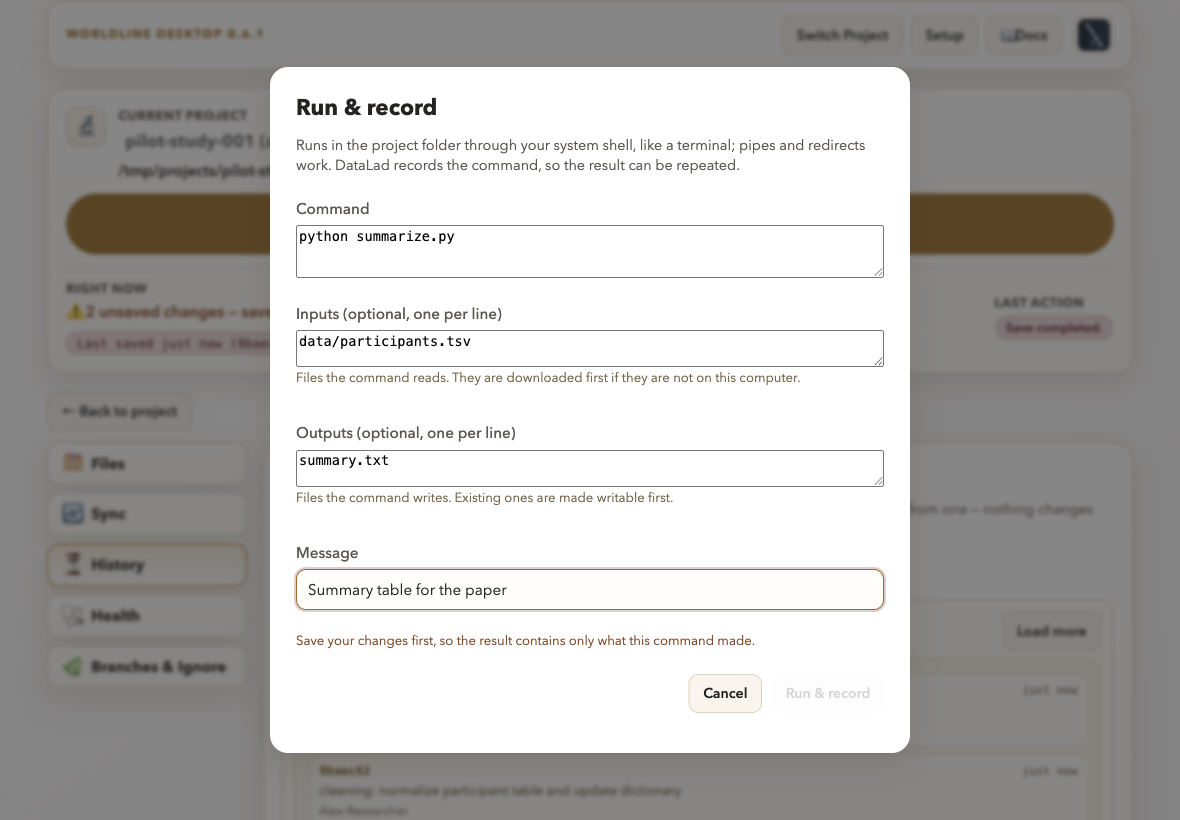 WORLDLINE DESKTOP 0.6.1
Switch Project
Setup
Docs
CURRENT PROJECT
pilot-study-001 (a
/tmp/projects/pilot-st
RIGHT NOW
2 unsaved changes — save
Last saved just now (9baec
LAST ACTION
Save completed.
← Back to project
Files
Sync
History
Health
Branches & Ignore
Run & record
Runs in the project folder through your system shell, like a terminal; pipes and redirects
work. DataLad records the command, so the result can be repeated.
Command
python summarize.py
Inputs (optional, one per line)
data/participants.tsv
Files the command reads. They are downloaded first if they are not on this computer.
Outputs (optional, one per line)
summary.txt
Files the command writes. Existing ones are made writable first.
Message
Summary table for the paper
Save your changes first, so the result contains only what this command made.
Cancel
Run & record
from one — nothing changes
Load more
just now
9baec62
just now
cleaning: normalize participant table and update dictionary
Alex Researcher